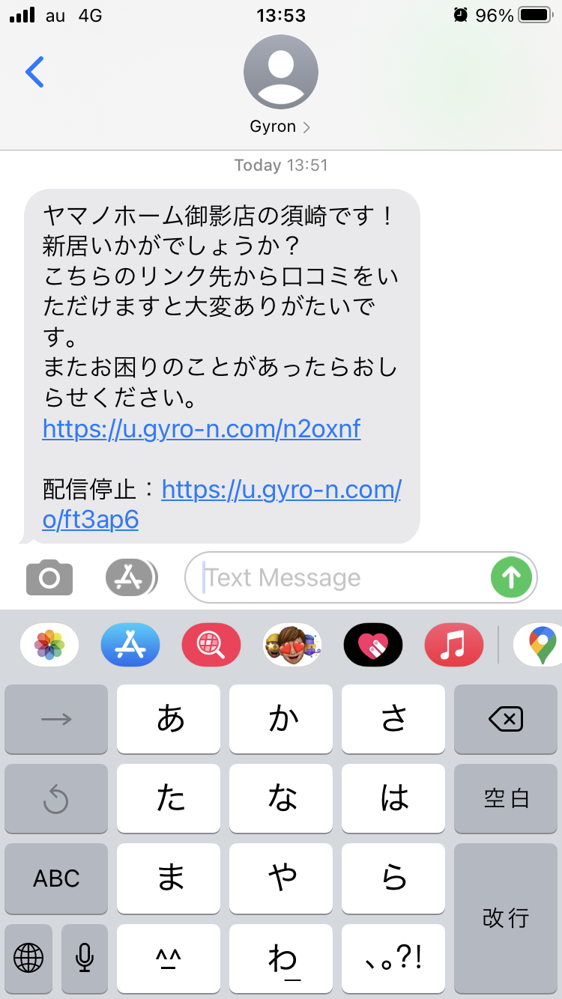 au 4G 13:53 96%
Gyron
Today 13:51
ヤマノホーム御影店の須崎です！
新居いかがでしょうか？
こちらのリンク先から口コミをい
ただけますと大変ありがたいで
す。
またお困りのことがあったらおし
らせください。
https://u.gyro-n.com/n2oxnf
配信停止：https://u.gyro-n.com/
o/ft3ap6
Text Message
→ あ か さ
た な は 空白
ABC ま や ら
改行
^_^ わ_ 、。?!